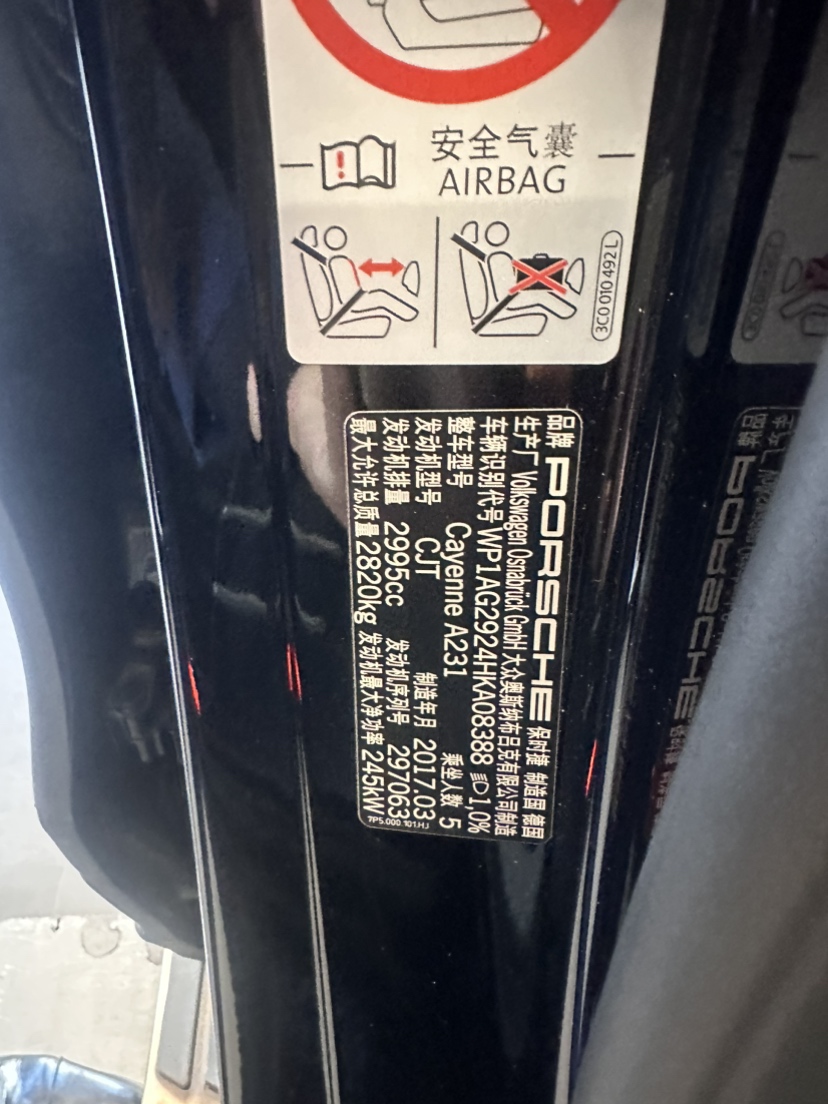 安全气囊
AIRBAG
3C0 010 492 L
品牌 PORSCHE 保时捷 制造国 德国
生产厂 Volkswagen Osnabrück GmbH 大众奥斯纳布吕克有限公司制造
车辆识别代号 WP1AG2924HKA08388 1,0%
整车型号 Cayenne A231 乘坐人数 5
发动机型号 CJT 制造年月 2017.03
发动机排量 2995cc 发动机序列号 297063
最大允许总质量 2820kg 发动机最大净功率 245kW
7P5.000.101.HJ